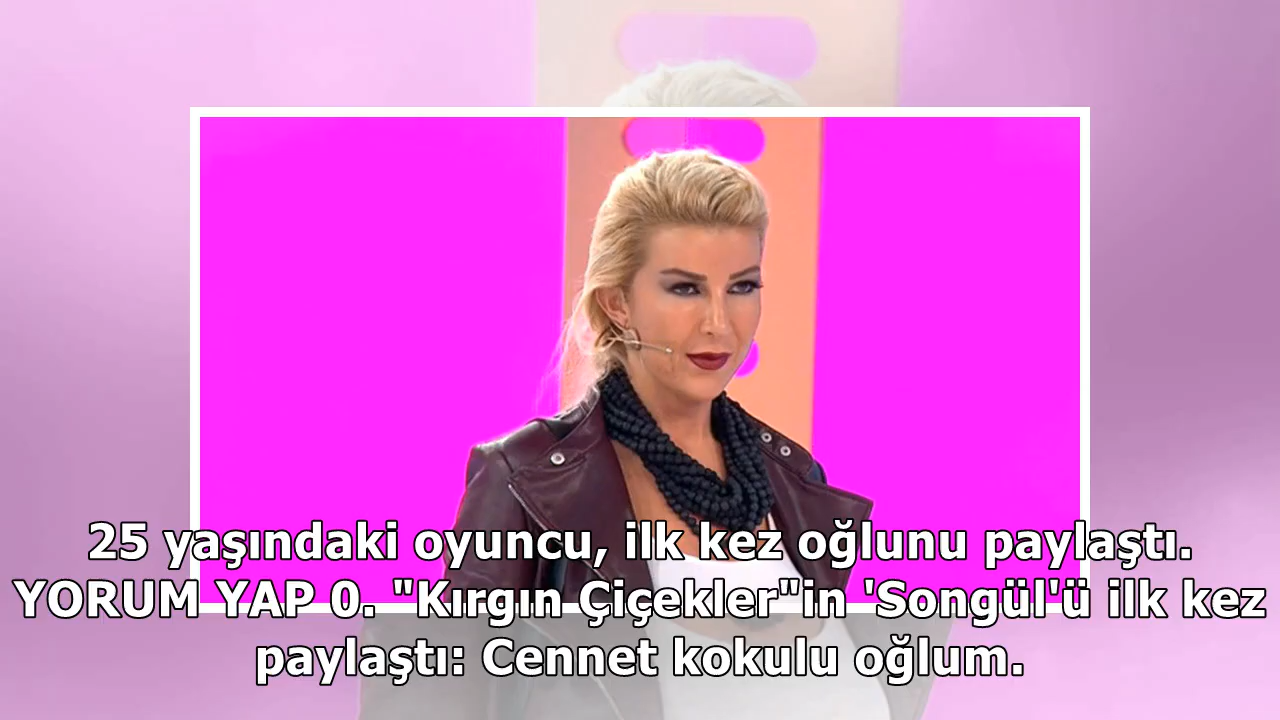 25 yaşındaki oyuncu, ilk kez oğlunu paylaştı.
YORUM YAP 0. "Kırgın Çiçekler"in 'Songül'ü ilk kez
paylaştı: Cennet kokulu oğlum.